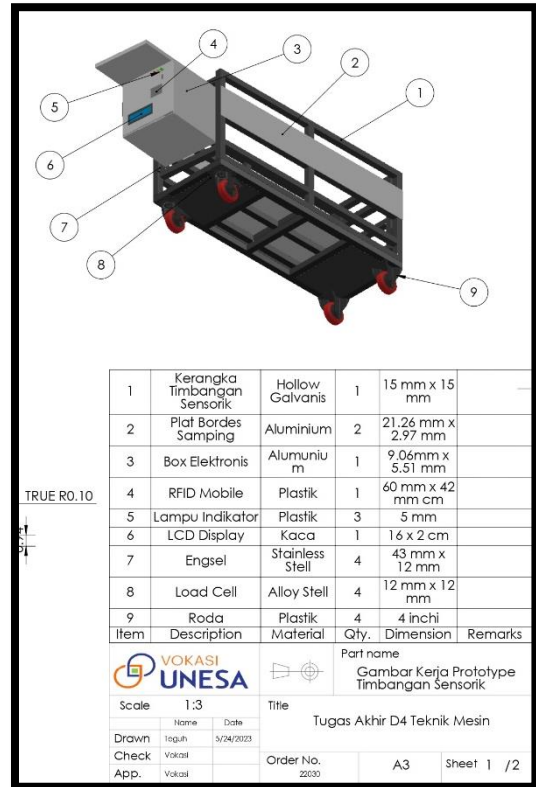 4
3
2
1
5
6
7
8
9
1
Kerangka
Timbangan
Sensorik
Hollow
Galvanis
1
15 mm x 15
mm
2
Plat Bordes
Samping
Aluminium
2
21.26 mm x
2.97 mm
3
Box Elektronis
Alumuniu
m
1
9.06mm x
5.51 mm
TRUE R0.10
4
RFID Mobile
Plastik
1
60 mm x 42
mm cm
5
Lampu Indikator
Plastik
3
5 mm
6
LCD Display
Kaca
1
16 x 2 cm
7
Engsel
Stainless
Stell
4
43 mm x
12 mm
8
Load Cell
Alloy Stell
4
12 mm x 12
mm
9
Roda
Plastik
4
4 inchi
Item Description Material Qty. Dimension Remarks
VOKASI
UNESA
Part name
Gambar Kerja Prototype
Timbangan Sensorik
Scale 1:3
Title
Tugas Akhir D4 Teknik Mesin
Name Date
Drawn Teguh 5/24/2023
Check Vokasi
App. Vokasi
Order No.
22030
A3
Sheet 1 /2